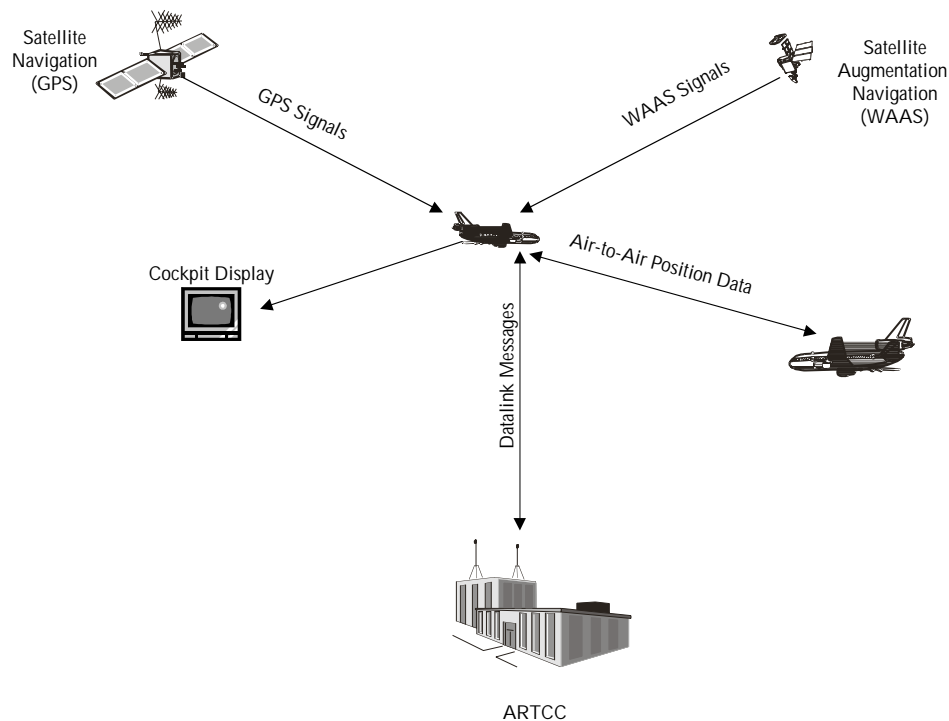 Satellite
Navigation
(GPS)
Satellite
Augmentation
Navigation
(WAAS)
GPS Signals
WAAS Signals
Air-to-Air Position Data
Cockpit Display
Datalink Messages
ARTCC